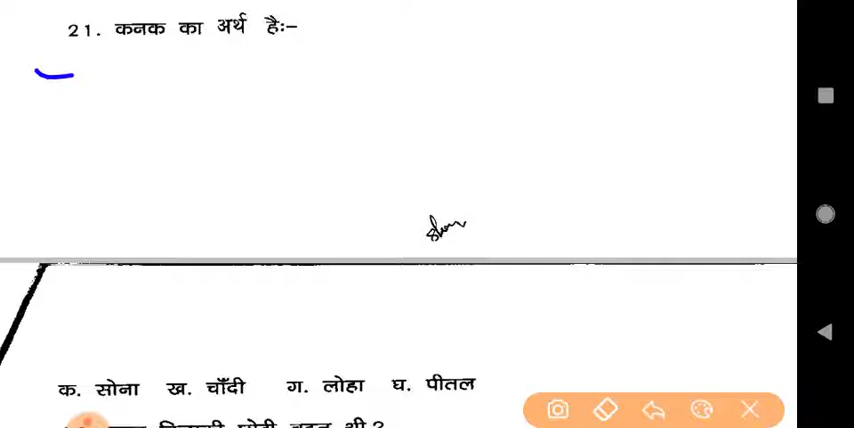 21. कनक का अर्थ है:–
क. सोना ख. चाँदी ग. लोहा घ. पीतल